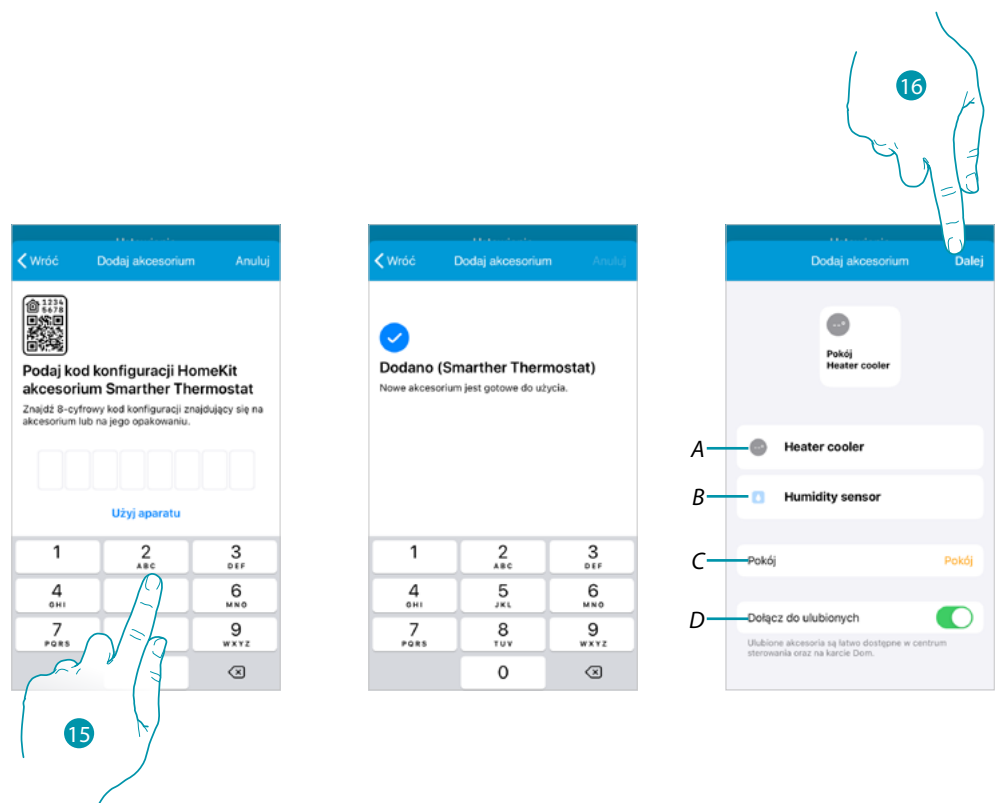 16
Wróć Dodaj akcesorium Anuluj
1234
5678
Podaj kod konfiguracji HomeKit
akcesorium Smarther Thermostat
Znajdź 8-cyfrowy kod konfiguracji znajdujący się na
akcesorium lub na jego opakowaniu.
Użyj aparatu
1 2 3
ABC DEF
4 6
GHI MNO
7 9
PQRS WXYZ
15
Wróć Dodaj akcesorium Anuluj
Dodano (Smarther Thermostat)
Nowe akcesorium jest gotowe do użycia.
1 2 3
ABC DEF
4 5 6
GHI JKL MNO
7 8 9
PQRS TUV WXYZ
0
Dodaj akcesorium Dalej
Pokój
Heater cooler
A Heater cooler
B Humidity sensor
C Pokój Pokój
D Dołącz do ulubionych
Ulubione akcesoria są łatwo dostępne w centrum
sterowania oraz na karcie Dom.